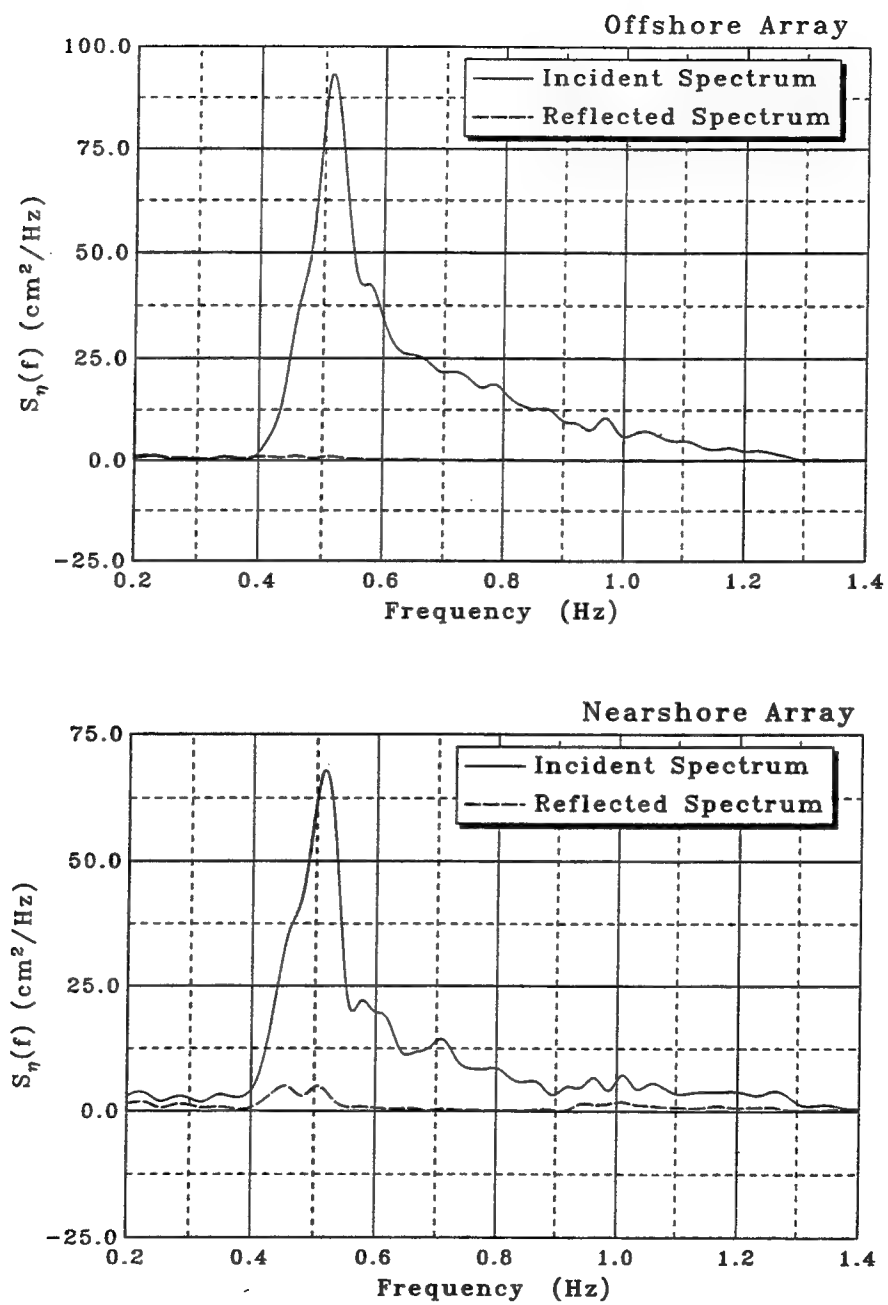 Offshore Array
100.0
Incident Spectrum
Reflected Spectrum
75.0
50.0
25.0
0.0
-25.0
S_η(f) (cm²/Hz)
0.2 0.4 0.6 0.8 1.0 1.2 1.4
Frequency (Hz)
Nearshore Array
75.0
Incident Spectrum
Reflected Spectrum
50.0
25.0
0.0
-25.0
S_η(f) (cm²/Hz)
0.2 0.4 0.6 0.8 1.0 1.2 1.4
Frequency (Hz)